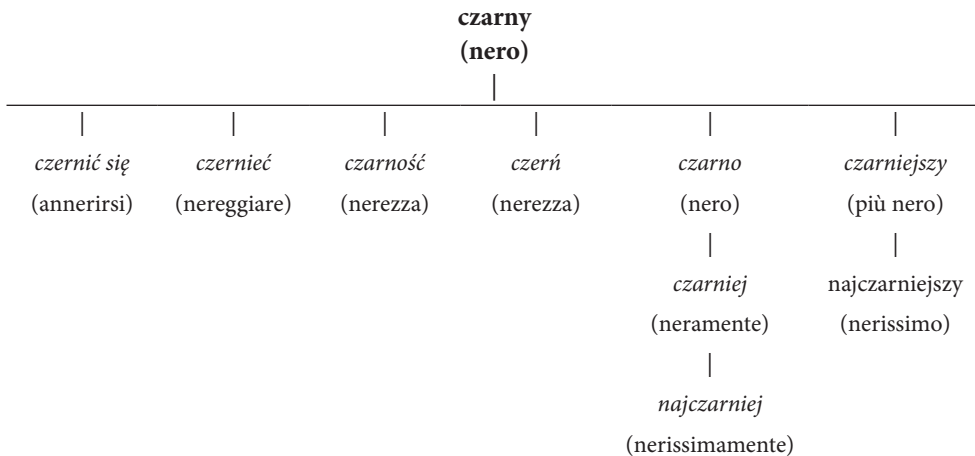 czarny
(nero)
czernić się czernieć czarność czerń czarno czarniejszy
(annerirsi) (nereggiare) (nerezza) (nerezza) (nero) (più nero)
czarniej najczarniejszy
(neramente) (nerissimo)
najczarniej
(nerissimamente)